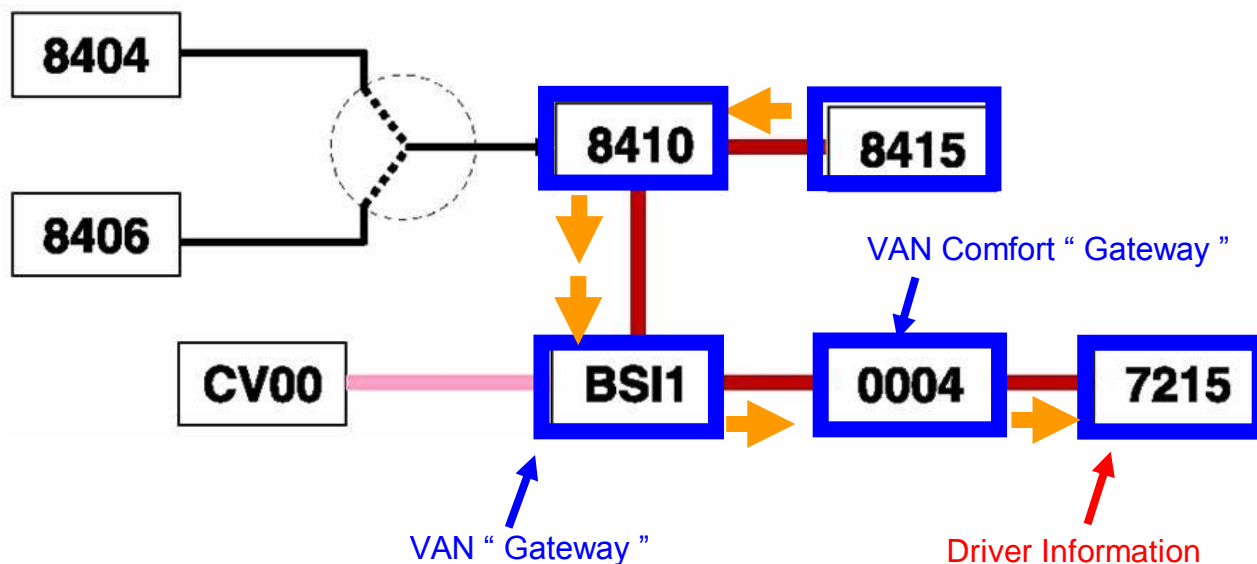 8404
8410
8415
8406
VAN Comfort “ Gateway ”
CV00
BSI1
0004
7215
VAN “ Gateway ”
Driver Information